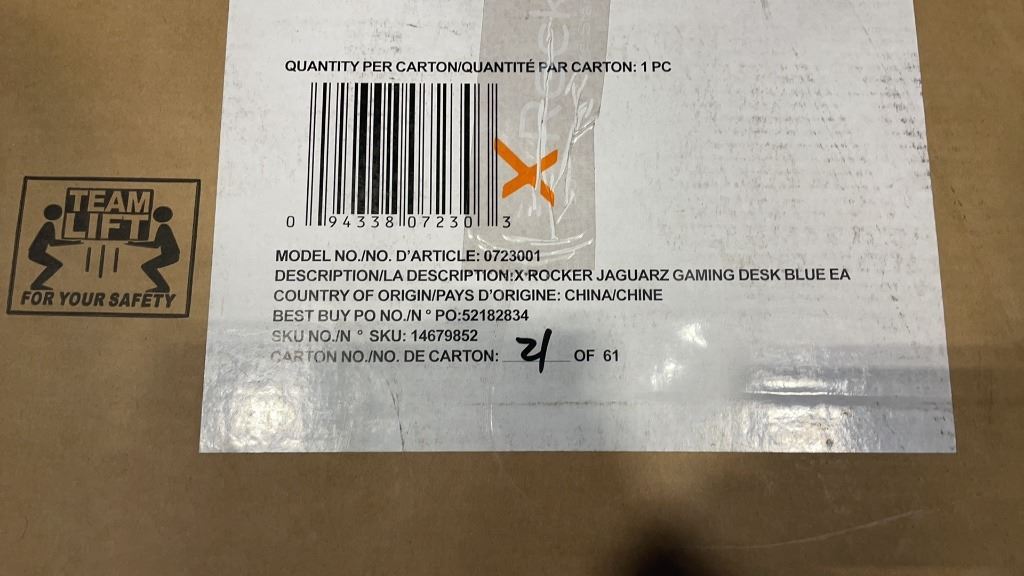 QUANTITY PER CARTON/QUANTITÉ PAR CARTON: 1 PC
0 94338 07230 3
MODEL NO./NO. D'ARTICLE: 0723001
DESCRIPTION/LA DESCRIPTION:X ROCKER JAGUARZ GAMING DESK BLUE EA
COUNTRY OF ORIGIN/PAYS D'ORIGINE: CHINA/CHINE
BEST BUY PO NO./N° PO:52182834
SKU NO./N° SKU: 14679852
CARTON NO./NO. DE CARTON: 21 OF 61
TEAM
LIFT
FOR YOUR SAFETY